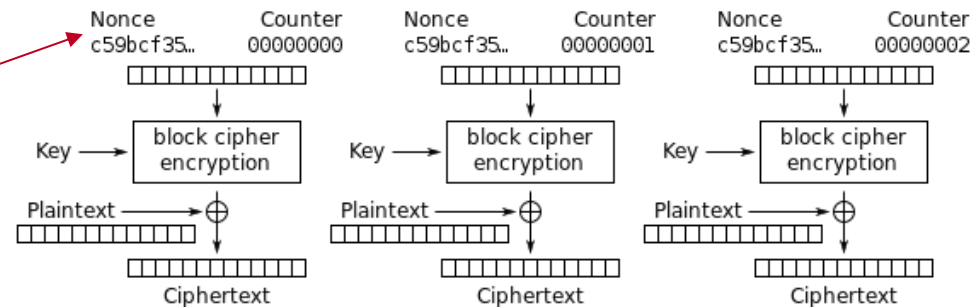 Nonce Counter Nonce Counter Nonce Counter
c59bcf35… 00000000 c59bcf35… 00000001 c59bcf35… 00000002
Key block cipher encryption Key block cipher encryption Key block cipher encryption
Plaintext Plaintext Plaintext
Ciphertext Ciphertext Ciphertext